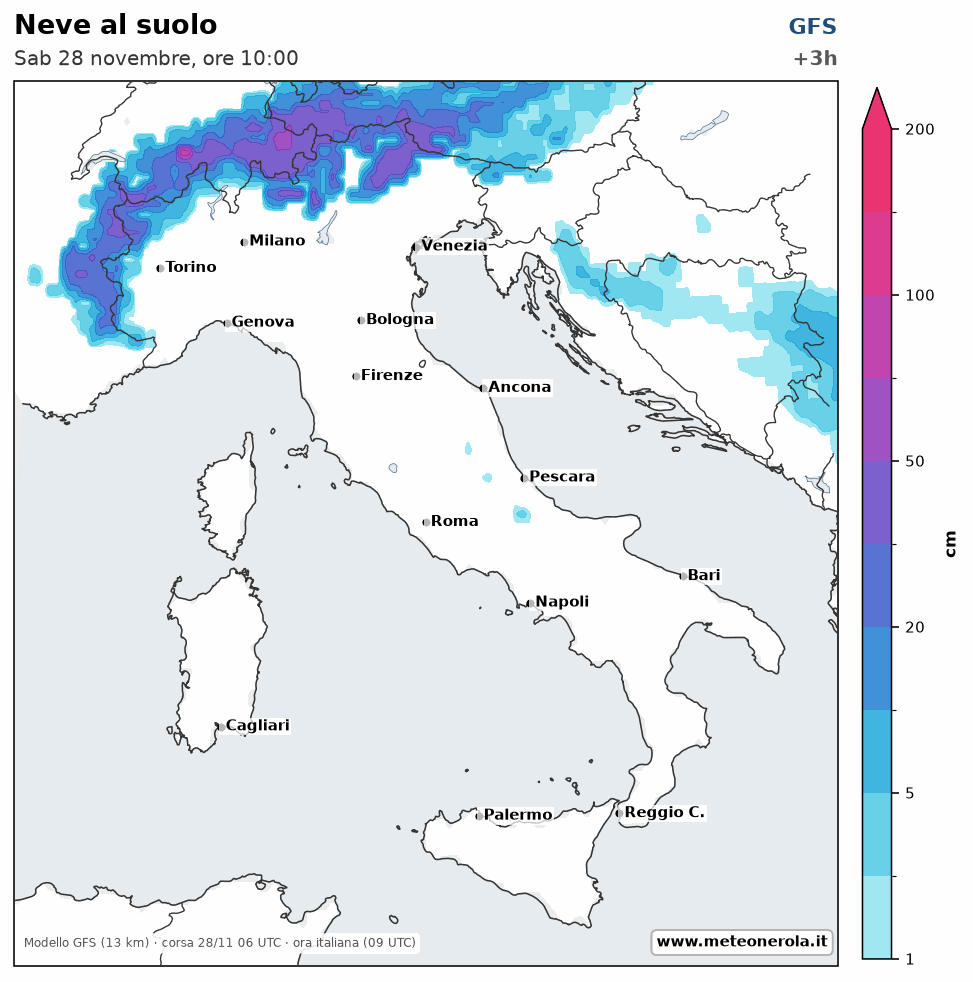 Neve al suolo
GFS
Sab 28 novembre, ore 10:00
+3h
200
Milano
Venezia
Torino
100
Genova
Bologna
Firenze
Ancona
50
Pescara
Roma
cm
Bari
Napoli
20
Cagliari
5
Palermo
Reggio C.
Modello GFS (13 km) · corsa 28/11 06 UTC · ora italiana (09 UTC)
www.meteonerola.it
1